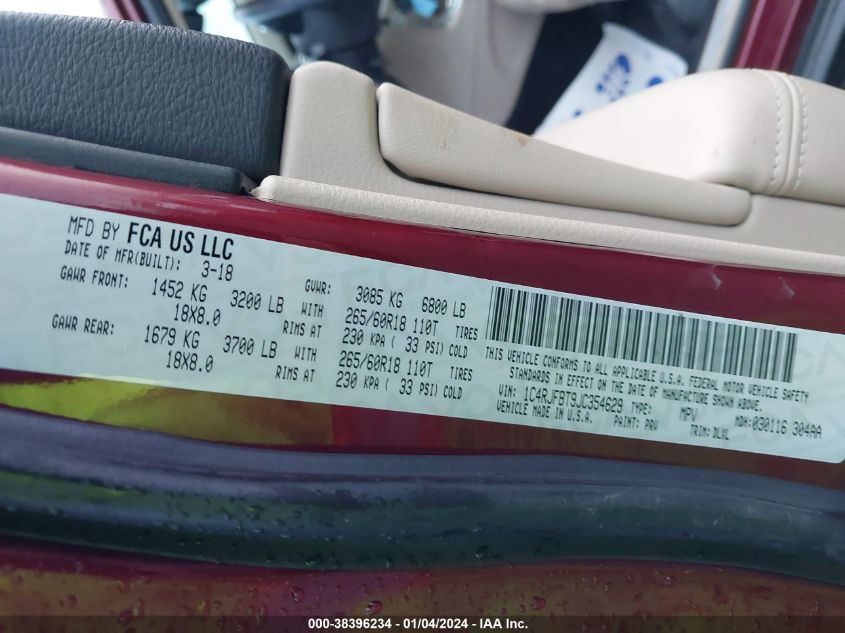 MFD BY FCA US LLC
DATE OF MFR(BUILT): 3-18
GVWR: 3085 KG 6800 LB
GAWR FRONT: 1452 KG 3200 LB WITH 265/60R18 110T TIRES
18X8.0 RIMS AT 230 KPA ( 33 PSI) COLD
GAWR REAR: 1679 KG 3700 LB WITH 265/60R18 110T TIRES
18X8.0 RIMS AT 230 KPA ( 33 PSI) COLD
THIS VEHICLE CONFORMS TO ALL APPLICABLE U.S.A. FEDERAL MOTOR VEHICLE SAFETY
STANDARDS IN EFFECT ON THE DATE OF MANUFACTURE SHOWN ABOVE.
VIN: 1C4RJFBT9JC354629 TYPE: MPV MDH: 030116 304AA
VEHICLE MADE IN U.S.A. PAINT: PRV TRIM: DLXL
000-38396234 - 01/04/2024 - IAA, Inc.